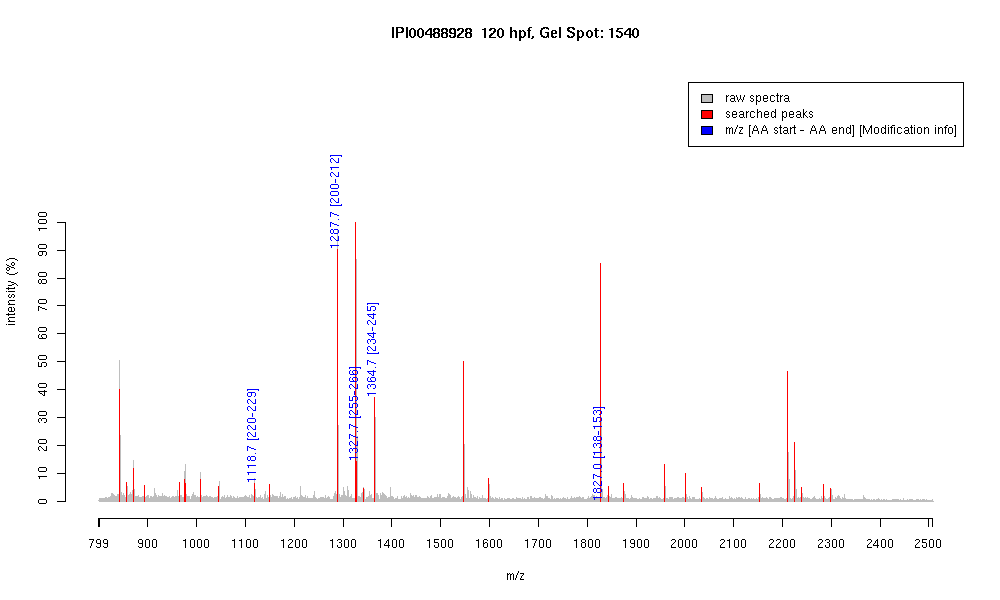 IPI00488928 120 hpf, Gel Spot: 1540
raw spectra
searched peaks
m/z [AA start - AA end] [Modification info]
intensity (%)
100
90
80
70
60
50
40
30
20
10
0
1118.7 [220-229]
1287.7 [200-212]
1327.7 [255-266]
1364.7 [234-245]
1827.0 [138-153]
799 900 1000 1100 1200 1300 1400 1500 1600 1700 1800 1900 2000 2100 2200 2300 2400 2500
m/z